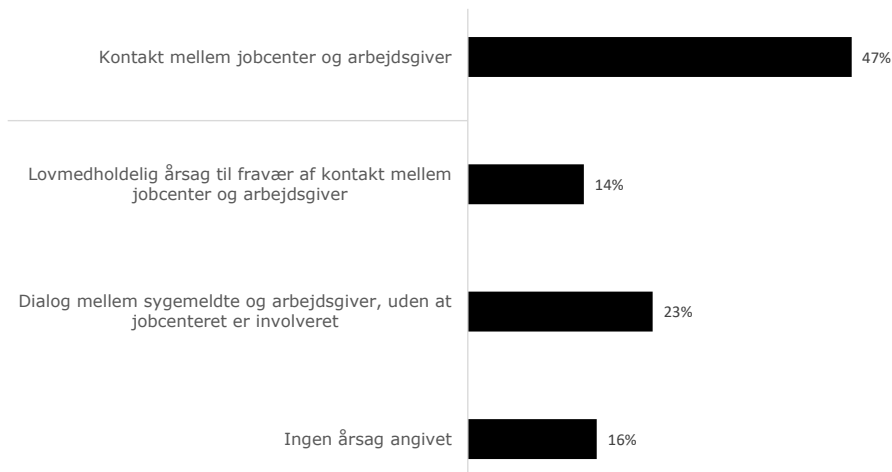 Kontakt mellem jobcenter og arbejdsgiver
47%
Lovmedholdelig årsag til fravær af kontakt mellem
jobcenter og arbejdsgiver
14%
Dialog mellem sygemeldte og arbejdsgiver, uden at
jobcenteret er involveret
23%
Ingen årsag angivet
16%